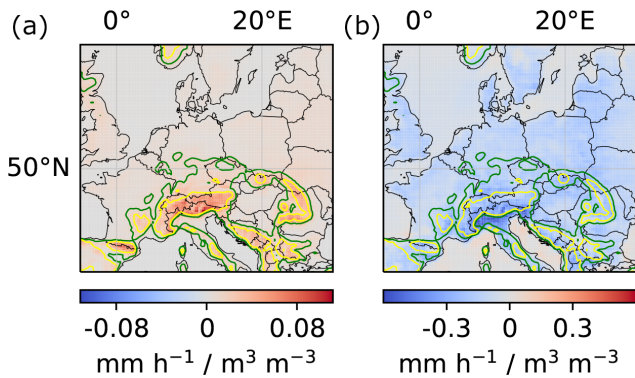 (a) 0° 20°E (b) 0° 20°E
50°N
-0.08 0 0.08 -0.3 0 0.3
mm h⁻¹ / m³ m⁻³ mm h⁻¹ / m³ m⁻³